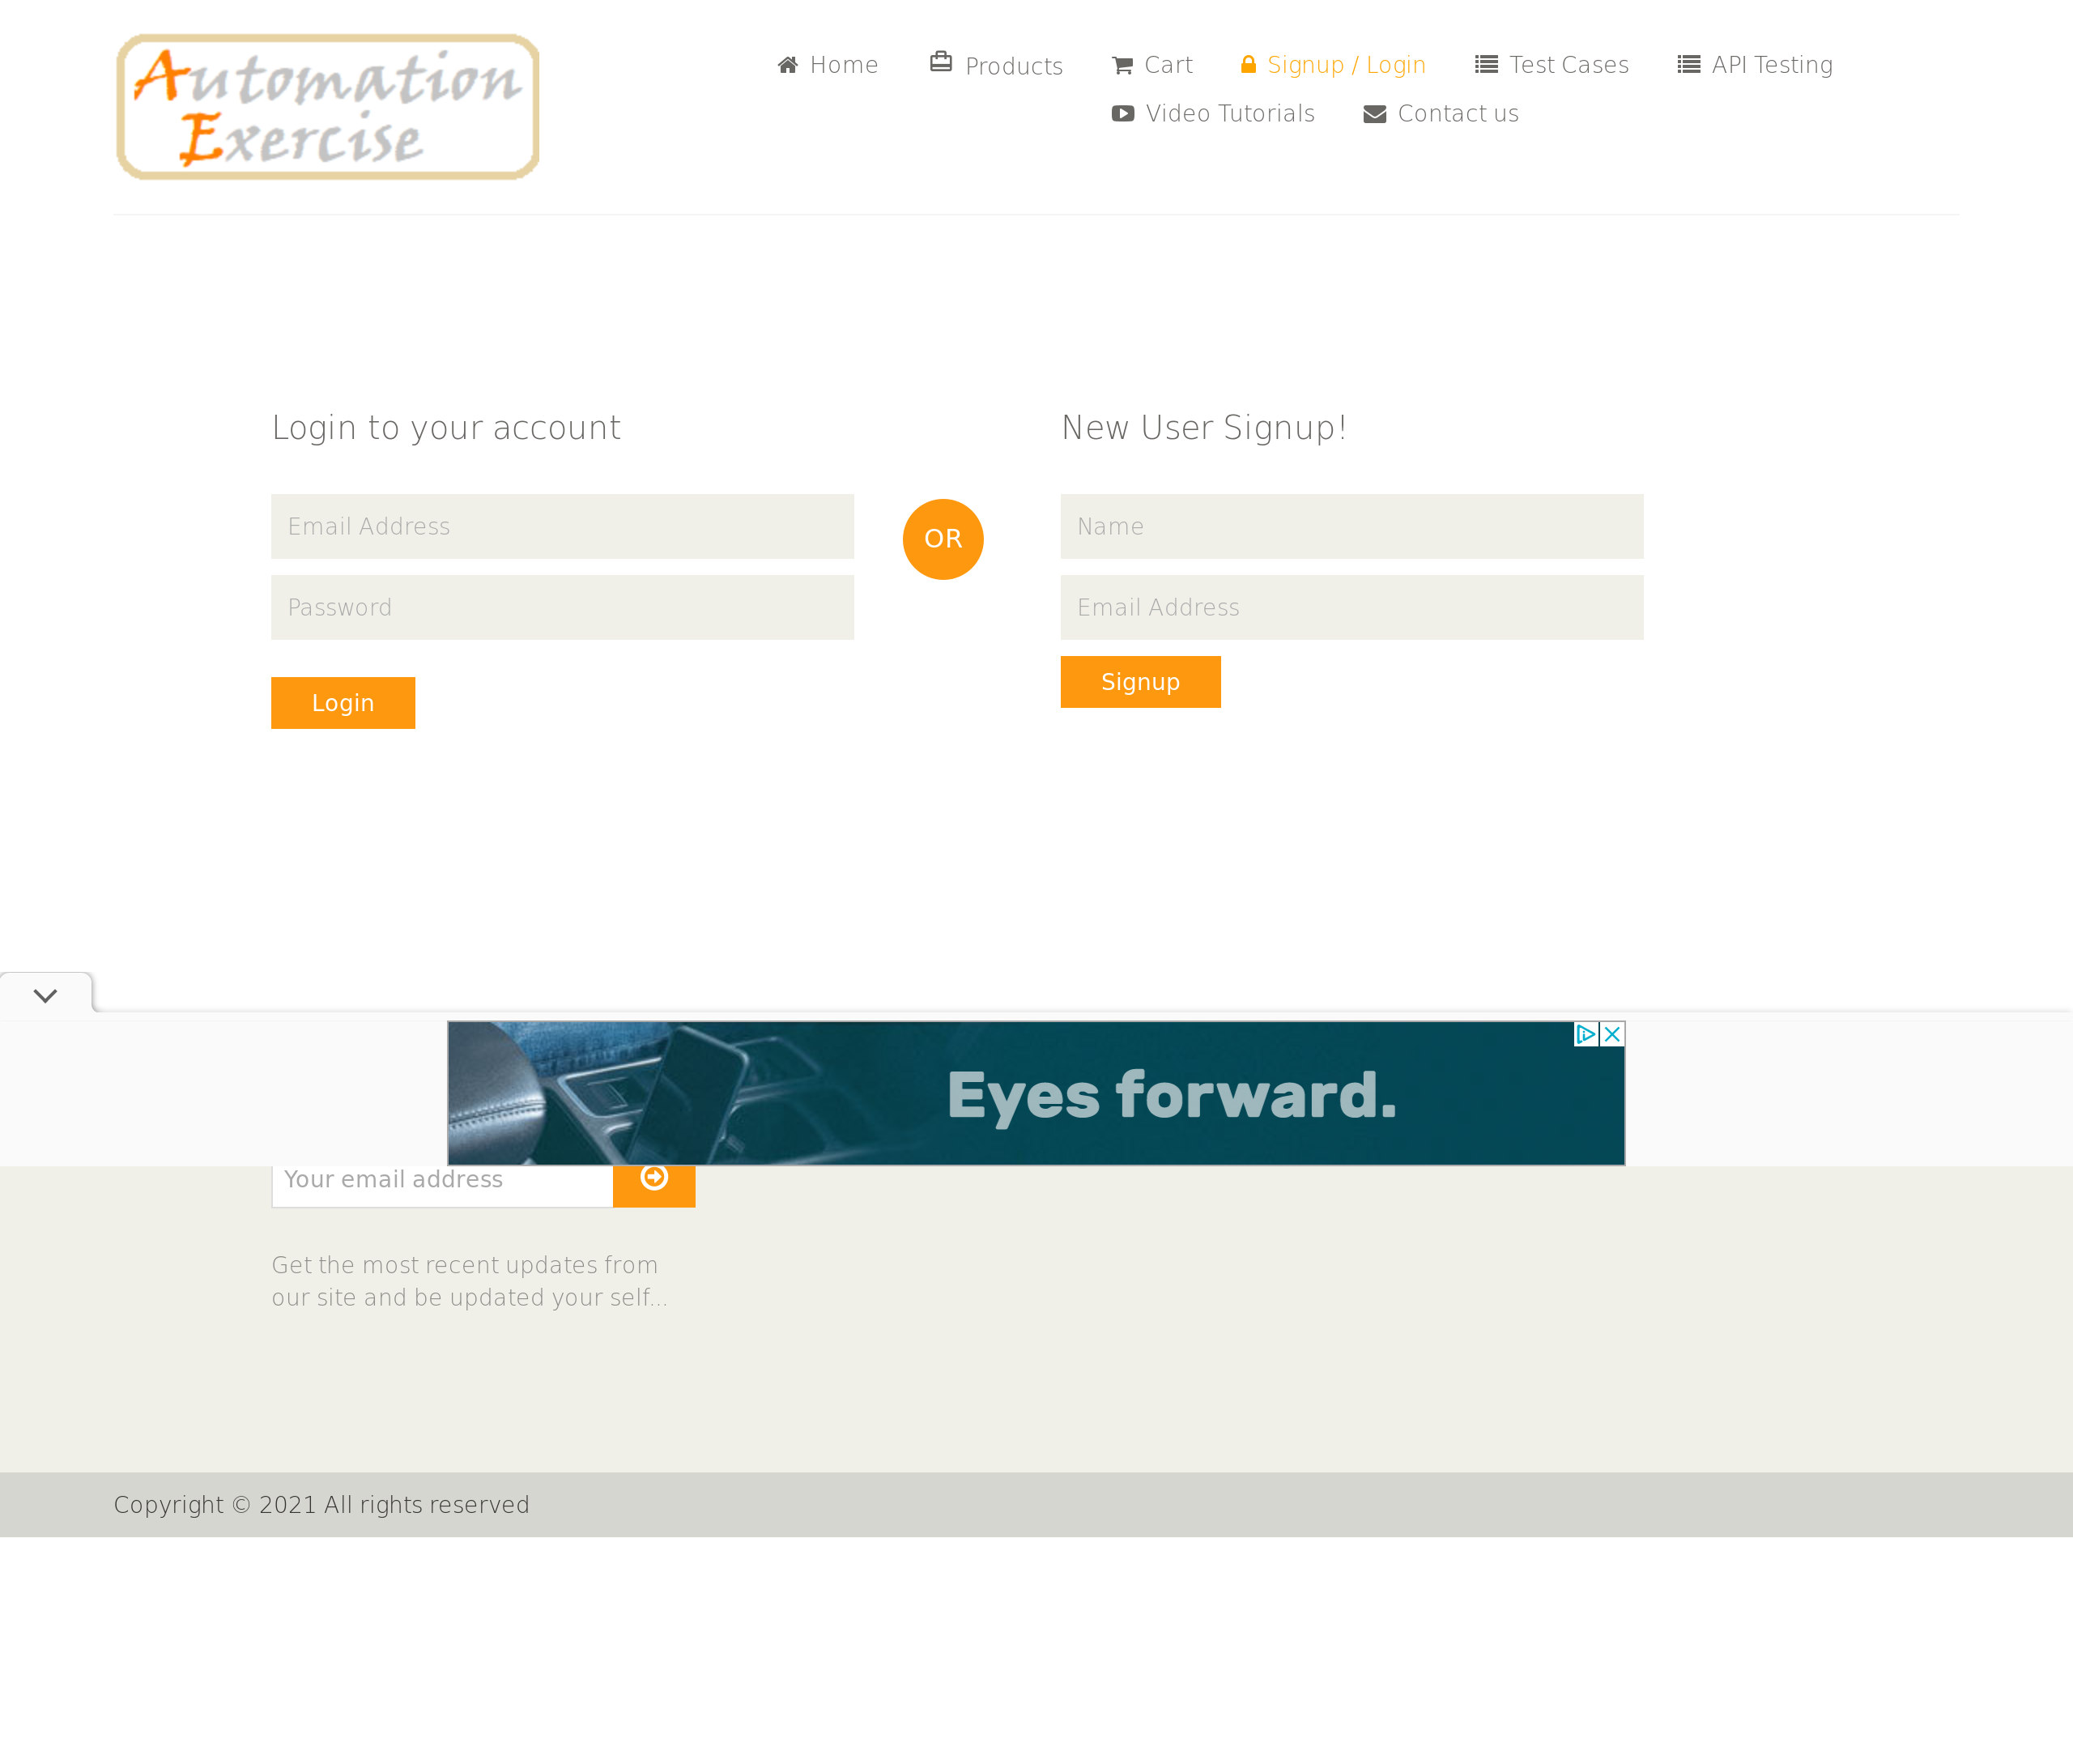 Automation
Exercise
Home
Products
Cart
Signup / Login
Test Cases
API Testing
Video Tutorials
Contact us
Login to your account
New User Signup!
Email Address
Password
Login
OR
Name
Email Address
Signup
Eyes forward.
Your email address
Get the most recent updates from
our site and be updated your self...
Copyright © 2021 All rights reserved